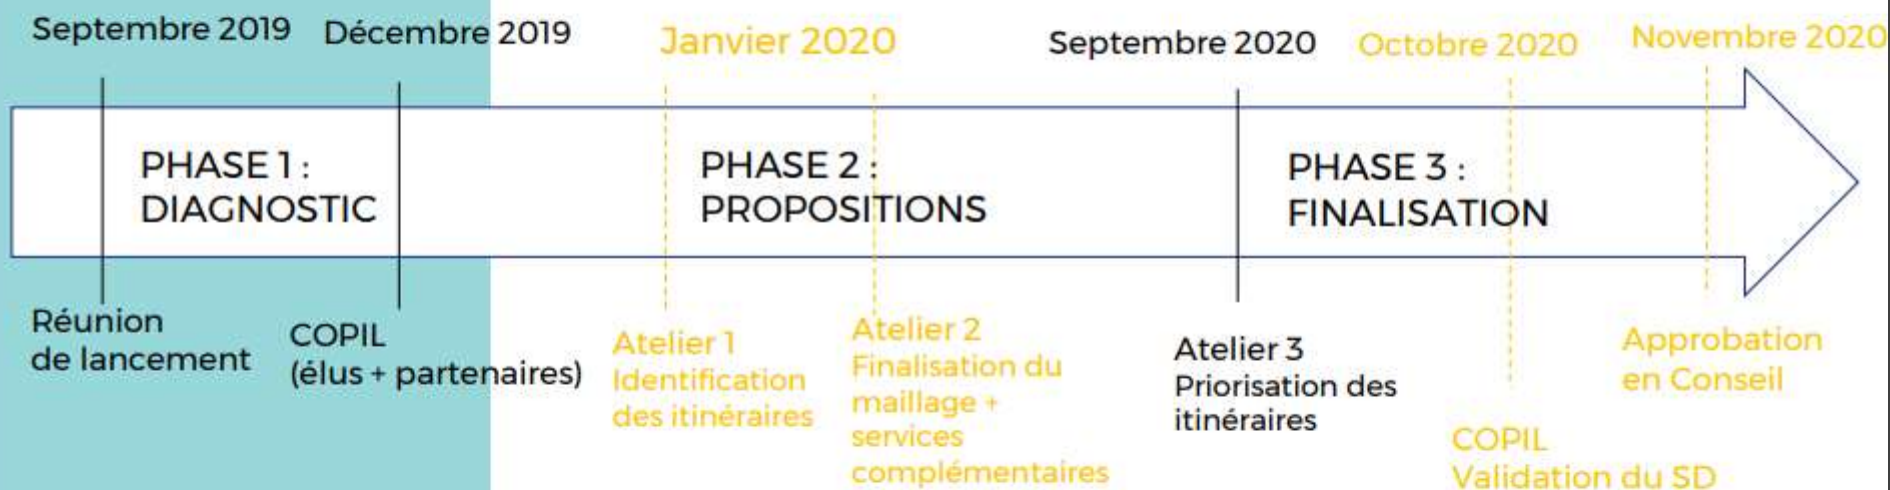 Septembre 2019
Décembre 2019
Janvier 2020
Septembre 2020
Octobre 2020
Novembre 2020
PHASE 1 :
DIAGNOSTIC
PHASE 2 :
PROPOSITIONS
PHASE 3 :
FINALISATION
Réunion
de lancement
COPIL
(élus + partenaires)
Atelier 1
Identification
des itinéraires
Atelier 2
Finalisation du
maillage +
services
complémentaires
Atelier 3
Priorisation des
itinéraires
COPIL
Validation du SD
Approbation
en Conseil